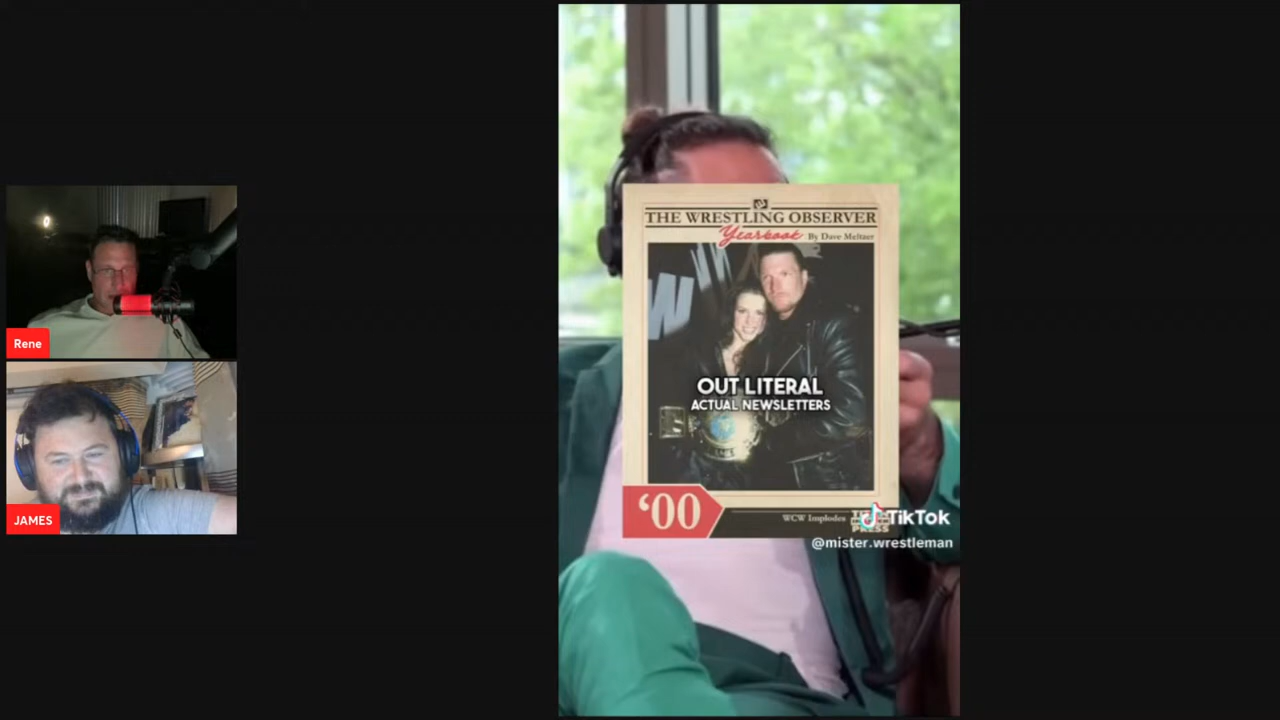 Rene
JAMES
THE WRESTLING OBSERVER
Yearbook By Dave Meltzer
W
OUT LITERAL
ACTUAL NEWSLETTERS
'00
WCW Implodes
PRESS
TikTok
@mister.wrestleman